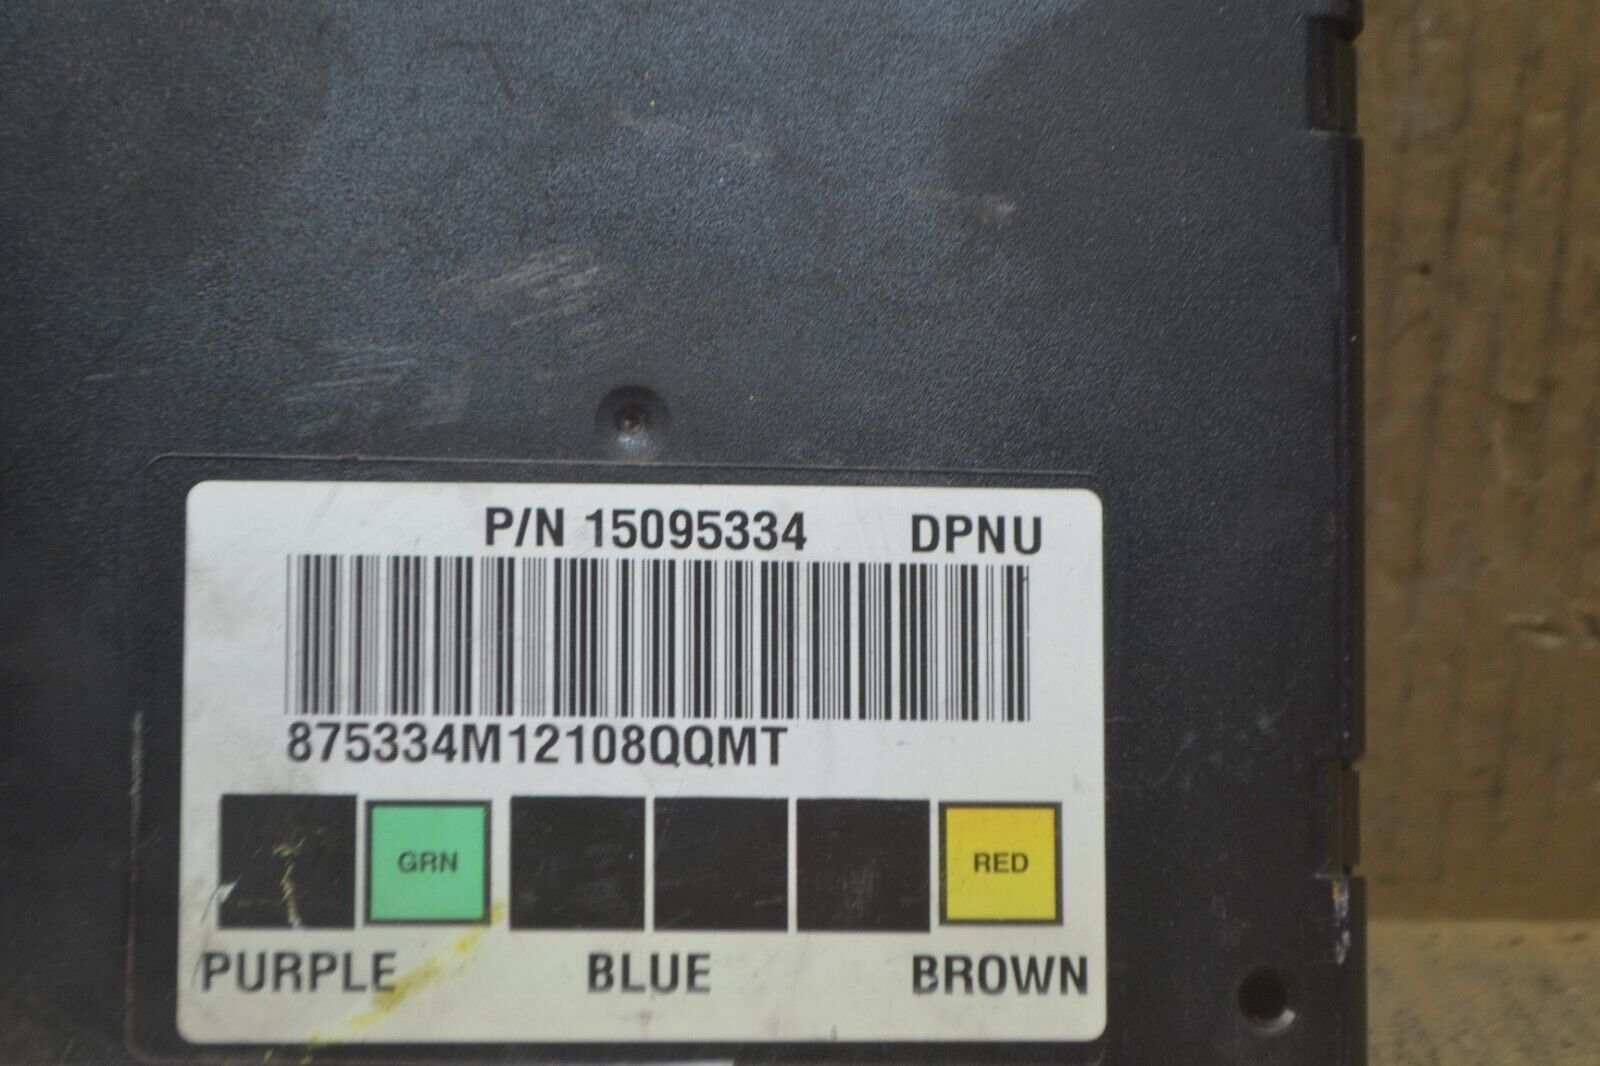 P/N 15095334 DPNU
875334M12108QQMT
GRN RED
PURPLE BLUE BROWN